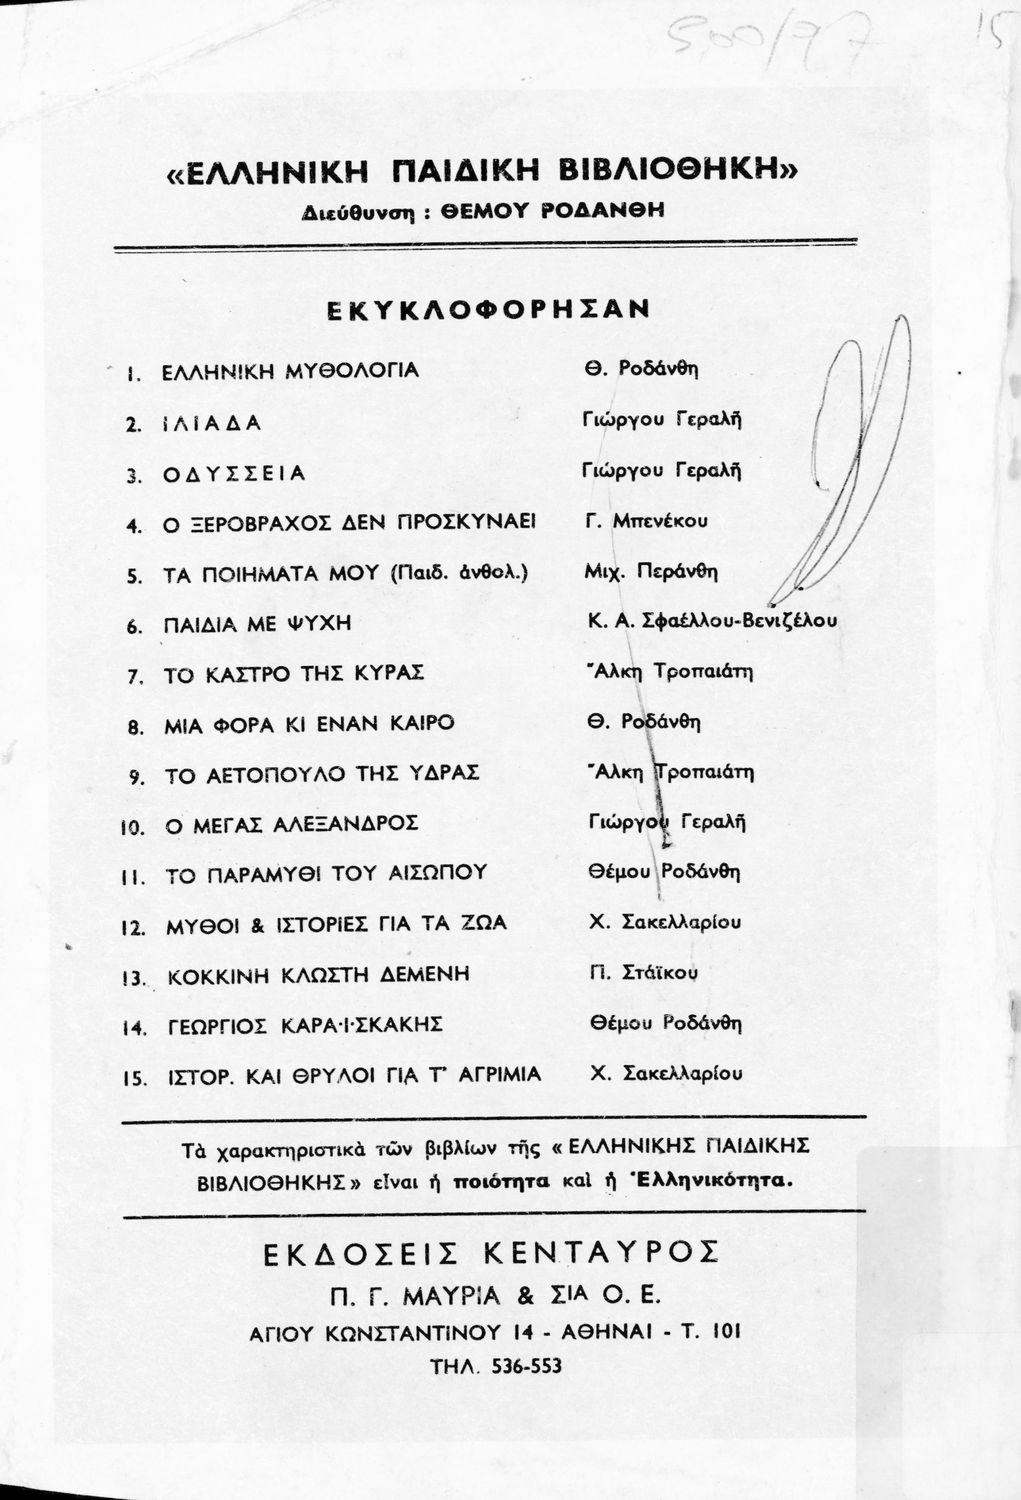 15
«ΕΛΛΗΝΙΚΗ ΠΑΙΔΙΚΗ ΒΙΒΛΙΟΘΗΚΗ»
Διεύθυνση : ΘΕΜΟΥ ΡΟΔΑΝΘΗ
ΕΚΥΚΛΟΦΟΡΗΣΑΝ
1. ΕΛΛΗΝΙΚΗ ΜΥΘΟΛΟΓΙΑ Θ. Ροδάνθη
2. ΙΛΙΑΔΑ Γιώργου Γεραλῆ
3. ΟΔΥΣΣΕΙΑ Γιώργου Γεραλῆ
4. Ο ΞΕΡΟΒΡΑΧΟΣ ΔΕΝ ΠΡΟΣΚΥΝΑΕΙ Γ. Μπενέκου
5. ΤΑ ΠΟΙΗΜΑΤΑ ΜΟΥ (Παιδ. ἀνθολ.) Μιχ. Περάνθη
6. ΠΑΙΔΙΑ ΜΕ ΨΥΧΗ Κ. Α. Σφαέλλου-Βενιζέλου
7. ΤΟ ΚΑΣΤΡΟ ΤΗΣ ΚΥΡΑΣ Ἄλκη Τροπαιάτη
8. ΜΙΑ ΦΟΡΑ ΚΙ ΕΝΑΝ ΚΑΙΡΟ Θ. Ροδάνθη
9. ΤΟ ΑΕΤΟΠΟΥΛΟ ΤΗΣ ΥΔΡΑΣ Ἄλκη Τροπαιάτη
10. Ο ΜΕΓΑΣ ΑΛΕΞΑΝΔΡΟΣ Γιώργου Γεραλῆ
11. ΤΟ ΠΑΡΑΜΥΘΙ ΤΟΥ ΑΙΣΩΠΟΥ Θέμου Ροδάνθη
12. ΜΥΘΟΙ & ΙΣΤΟΡΙΕΣ ΓΙΑ ΤΑ ΖΩΑ Χ. Σακελλαρίου
13. ΚΟΚΚΙΝΗ ΚΛΩΣΤΗ ΔΕΜΕΝΗ Π. Στάϊκου
14. ΓΕΩΡΓΙΟΣ ΚΑΡΑ·Ι·ΣΚΑΚΗΣ Θέμου Ροδάνθη
15. ΙΣΤΟΡ. ΚΑΙ ΘΡΥΛΟΙ ΓΙΑ Τ' ΑΓΡΙΜΙΑ Χ. Σακελλαρίου
Τὰ χαρακτηριστικὰ τῶν βιβλίων τῆς « ΕΛΛΗΝΙΚΗΣ ΠΑΙΔΙΚΗΣ
ΒΙΒΛΙΟΘΗΚΗΣ » εἶναι ἡ ποιότητα καὶ ἡ Ἑλληνικότητα.
ΕΚΔΟΣΕΙΣ ΚΕΝΤΑΥΡΟΣ
Π. Γ. ΜΑΥΡΙΑ & ΣΙΑ Ο. Ε.
ΑΓΙΟΥ ΚΩΝΣΤΑΝΤΙΝΟΥ 14 - ΑΘΗΝΑΙ - Τ. 101
ΤΗΛ. 536-553